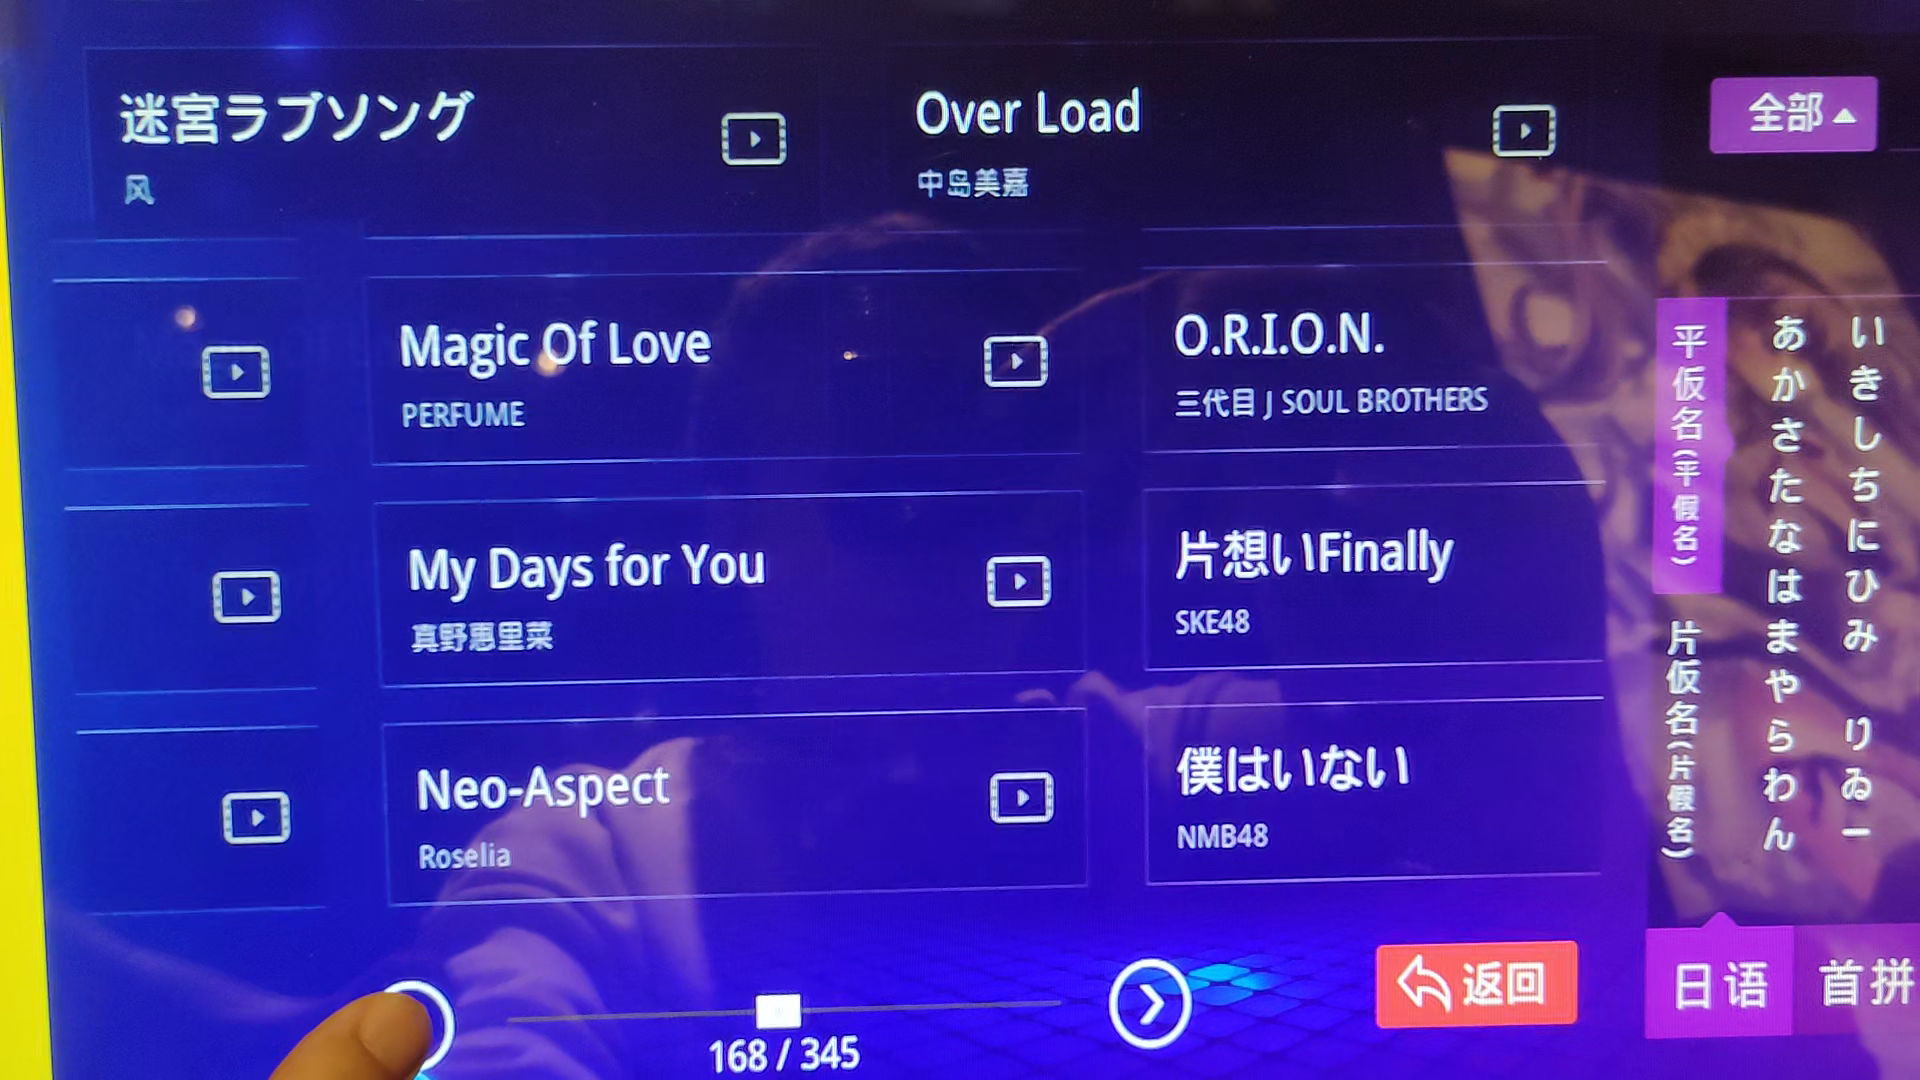 迷宮ラブソング
风
Over Load
中岛美嘉
全部
Magic Of Love
PERFUME
O.R.I.O.N.
三代目 J SOUL BROTHERS
My Days for You
真野惠里菜
片想いFinally
SKE48
Neo-Aspect
Roselia
僕はいない
NMB48
平仮名(平假名)
片仮名(片假名)
あかさたなはまやらわん
いきしちにひみ りゐー
168 / 345
返回
日语
首拼